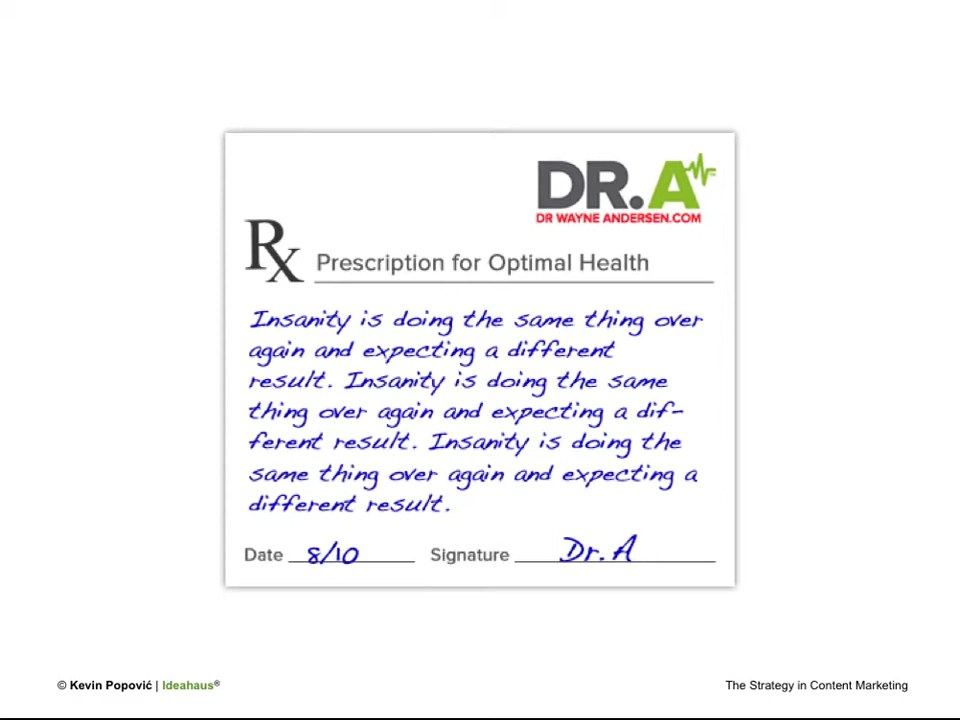 DR.A
DR WAYNE ANDERSEN.COM
Rx Prescription for Optimal Health
Insanity is doing the same thing over
again and expecting a different
result. Insanity is doing the same
thing over again and expecting a dif-
ferent result. Insanity is doing the
same thing over again and expecting a
different result.
Date 8/10 Signature Dr. A
© Kevin Popović | Ideahaus® The Strategy in Content Marketing